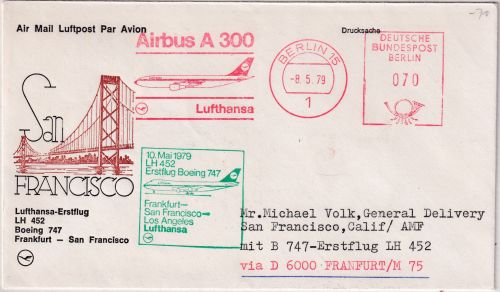 Air Mail Luftpost Par Avion
Airbus A 300
Lufthansa
BERLIN 15
-8.5.79
1
Drucksache
DEUTSCHE
BUNDESPOST
BERLIN
070
-70
San
FRANCISCO
Lufthansa-Erstflug
LH 452
Boeing 747
Frankfurt – San Francisco
10. Mai 1979
LH 452
Erstflug Boeing 747
Frankfurt–
San Francisco–
Los Angeles
Lufthansa
Mr.Michael Volk,General Delivery
San Francisco,Calif/ AMF
mit B 747-Erstflug LH 452
via D 6000 FRANFURT/M 75